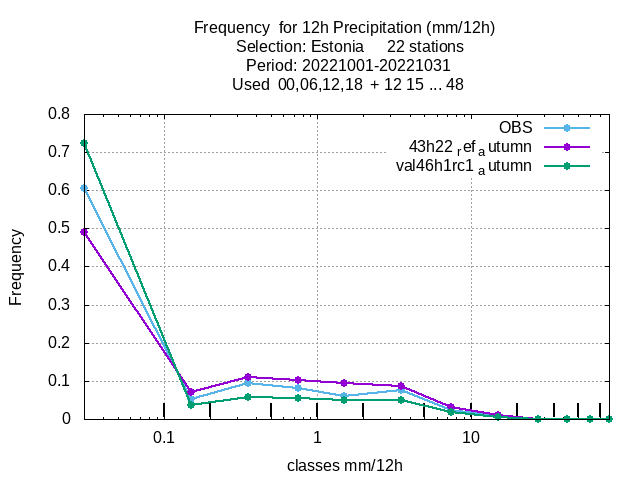 Frequency for 12h Precipitation (mm/12h)
Selection: Estonia 22 stations
Period: 20221001-20221031
Used 00,06,12,18 + 12 15 ... 48
OBS
43h22 ref autumn
val46h1rc1 autumn
0.8
0.7
0.6
0.5
0.4
0.3
0.2
0.1
0
Frequency
0.1
1
10
classes mm/12h